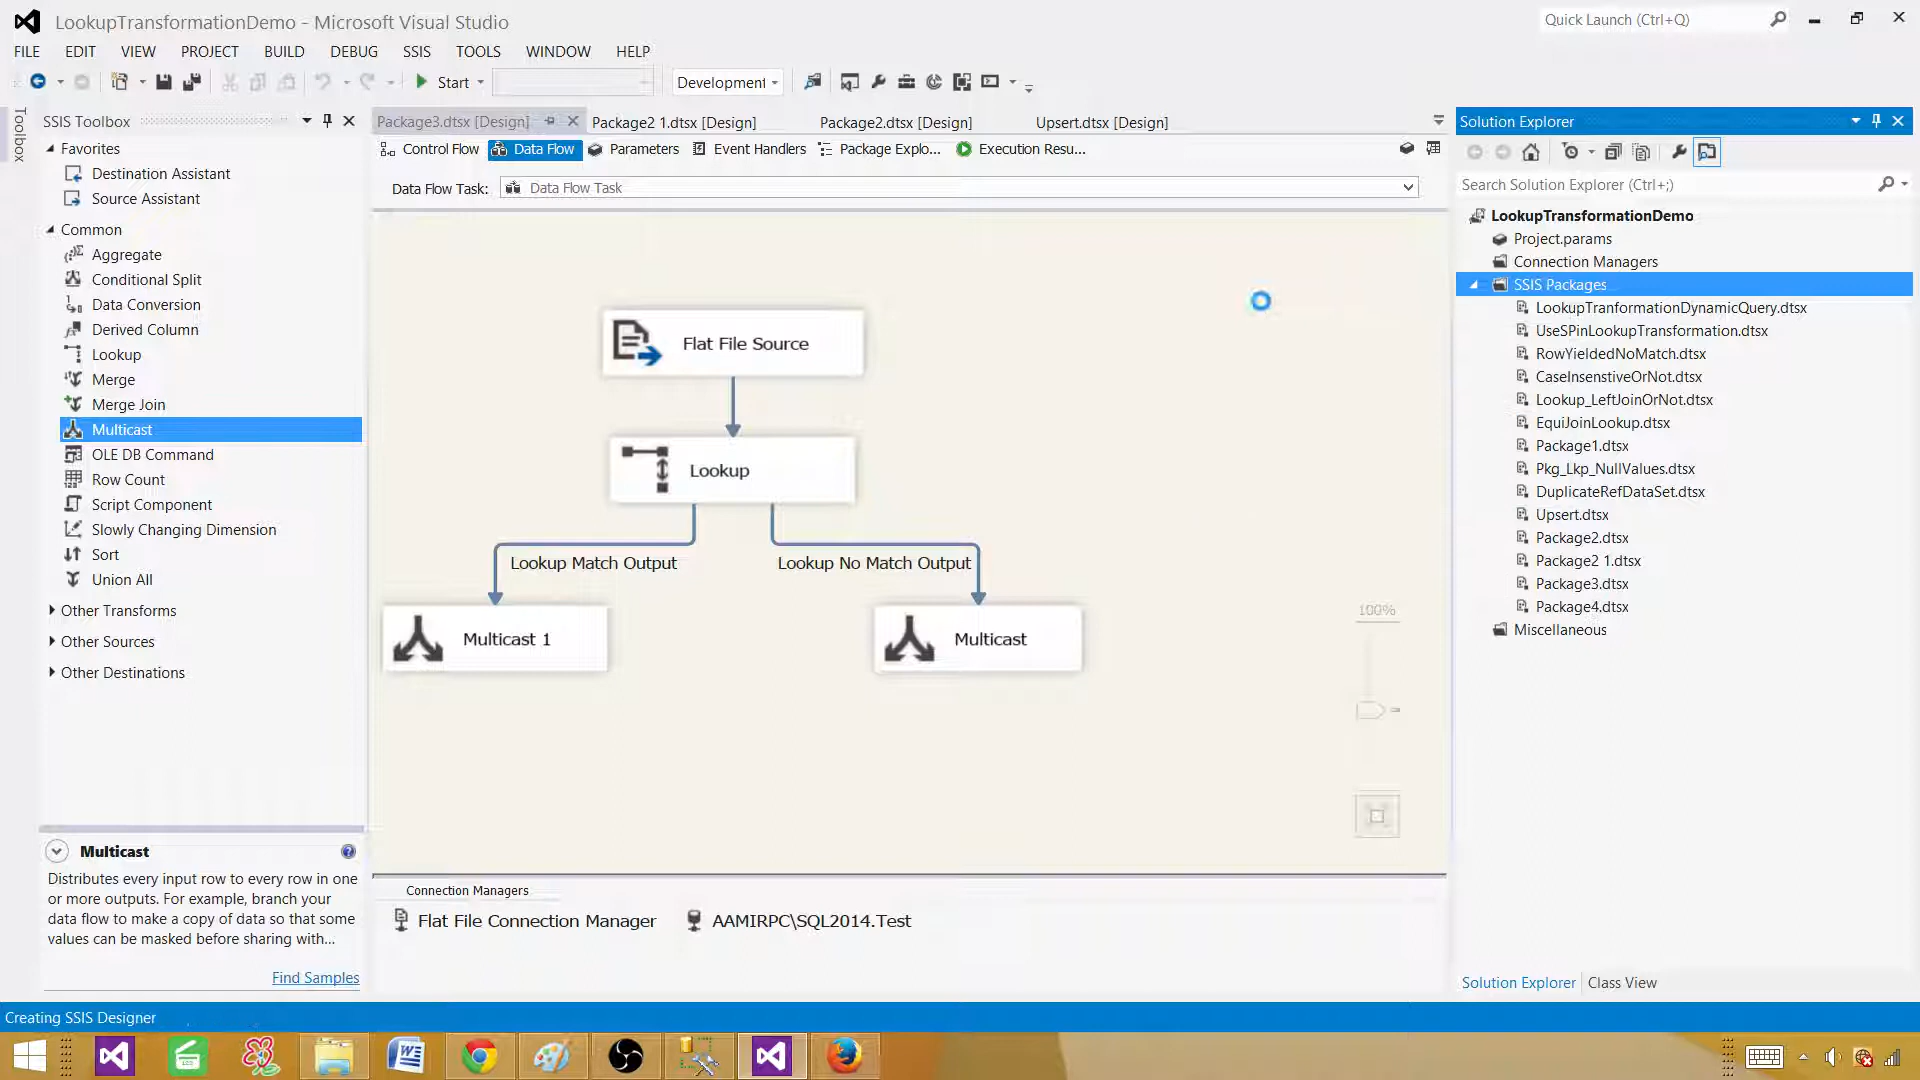 LookupTransformationDemo - Microsoft Visual Studio
Quick Launch (Ctrl+Q)
FILE EDIT VIEW PROJECT BUILD DEBUG SSIS TOOLS WINDOW HELP
Start Development
Toolbox
SSIS Toolbox
Favorites
Destination Assistant
Source Assistant
Common
Aggregate
Conditional Split
Data Conversion
Derived Column
Lookup
Merge
Merge Join
Multicast
OLE DB Command
Row Count
Script Component
Slowly Changing Dimension
Sort
Union All
Other Transforms
Other Sources
Other Destinations
Multicast
Distributes every input row to every row in one
or more outputs. For example, branch your
data flow to make a copy of data so that some
values can be masked before sharing with...
Find Samples
Package3.dtsx [Design] Package2 1.dtsx [Design] Package2.dtsx [Design] Upsert.dtsx [Design]
Control Flow Data Flow Parameters Event Handlers Package Explo... Execution Resu...
Data Flow Task: Data Flow Task
Flat File Source
Lookup
Lookup Match Output Lookup No Match Output
Multicast 1 Multicast
100%
Connection Managers
Flat File Connection Manager AAMIRPC\SQL2014.Test
Solution Explorer
Search Solution Explorer (Ctrl+;)
LookupTransformationDemo
Project.params
Connection Managers
SSIS Packages
LookupTranformationDynamicQuery.dtsx
UseSPinLookupTransformation.dtsx
RowYieldedNoMatch.dtsx
CaseInsenstiveOrNot.dtsx
Lookup_LeftJoinOrNot.dtsx
EquiJoinLookup.dtsx
Package1.dtsx
Pkg_Lkp_NullValues.dtsx
DuplicateRefDataSet.dtsx
Upsert.dtsx
Package2.dtsx
Package2 1.dtsx
Package3.dtsx
Package4.dtsx
Miscellaneous
Solution Explorer Class View
Creating SSIS Designer